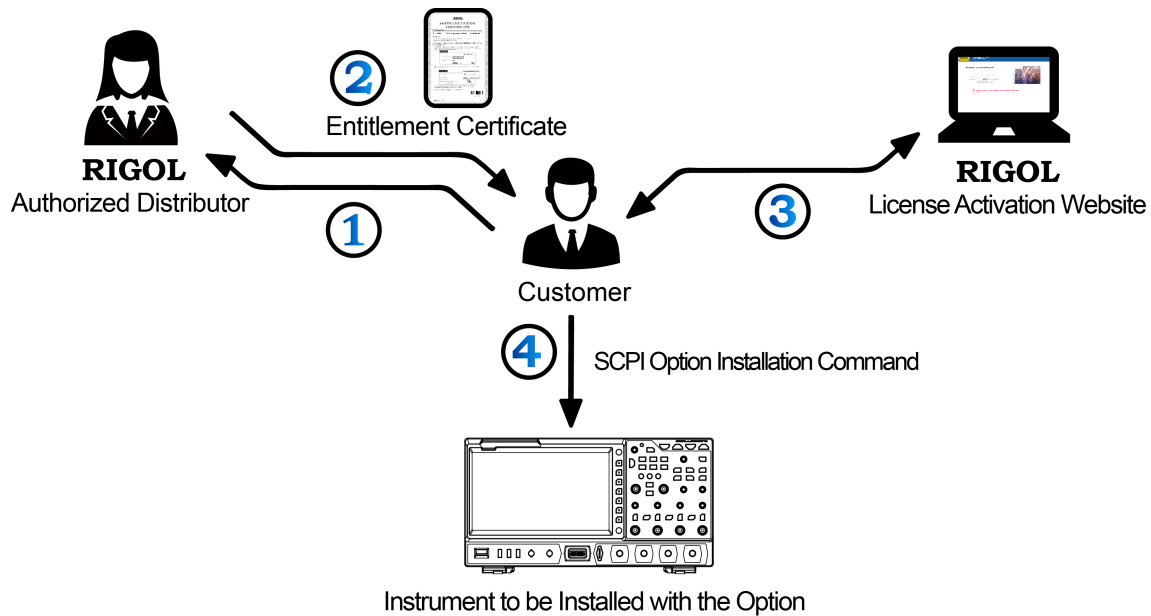 2
Entitlement Certificate
RIGOL
Authorized Distributor
1
3
RIGOL
License Activation Website
Customer
4
SCPI Option Installation Command
Instrument to be Installed with the Option